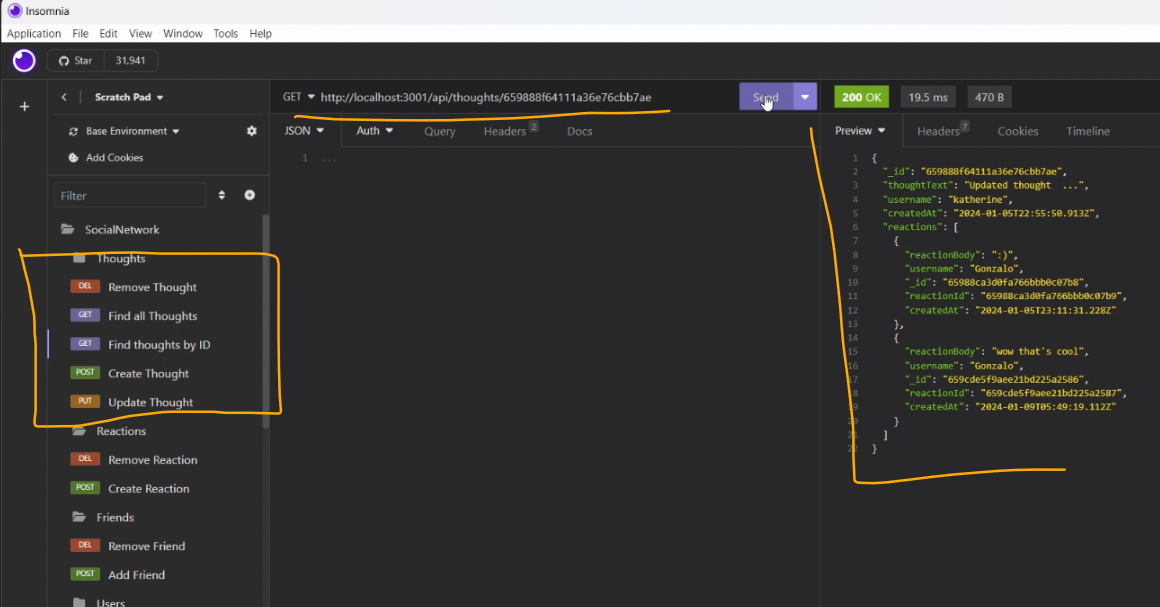 Insomnia
Application File Edit View Window Tools Help
Star 31,941
Scratch Pad
GET http://localhost:3001/api/thoughts/659888f64111a36e76cbb7ae
Send
200 OK 19.5 ms 470 B
Base Environment
JSON Auth Query Headers 2 Docs
Preview Headers 7 Cookies Timeline
Add Cookies
1 ...
Filter
SocialNetwork
Thoughts
DEL Remove Thought
GET Find all Thoughts
GET Find thoughts by ID
POST Create Thought
PUT Update Thought
Reactions
DEL Remove Reaction
POST Create Reaction
Friends
DEL Remove Friend
POST Add Friend
Users
1 {
2 "_id": "659888f64111a36e76cbb7ae",
3 "thoughtText": "Updated thought ...",
4 "username": "katherine",
5 "createdAt": "2024-01-05T22:55:50.913Z",
6 "reactions": [
7 {
8 "reactionBody": ":)",
9 "username": "Gonzalo",
10 "_id": "65988ca3d0fa766bbb0c07b8",
11 "reactionId": "65988ca3d0fa766bbb0c07b9",
12 "createdAt": "2024-01-05T23:11:31.228Z"
13 },
14 {
15 "reactionBody": "wow that's cool",
16 "username": "Gonzalo",
17 "_id": "659cde5f9aee21bd225a2586",
18 "reactionId": "659cde5f9aee21bd225a2587",
19 "createdAt": "2024-01-09T05:49:19.112Z"
20 }
21 ]
22 }